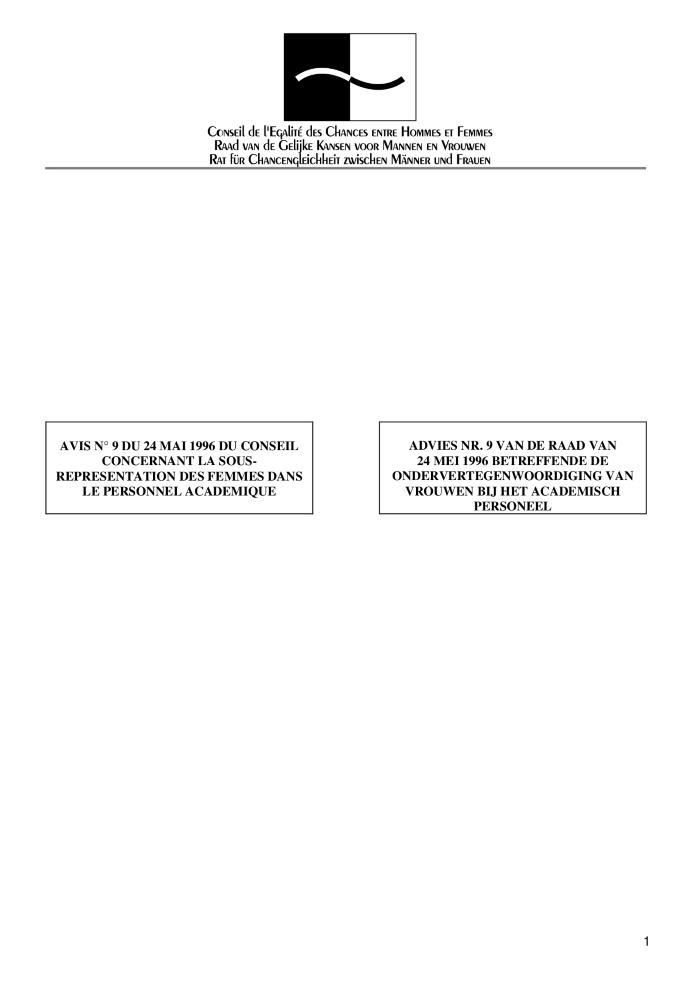 Conseil de l'Egalité des Chances entre Hommes et Femmes
Raad van de Gelijke Kansen voor Mannen en Vrouwen
Rat für Chancengleichheit zwischen Männer und Frauen
AVIS N° 9 DU 24 MAI 1996 DU CONSEIL
CONCERNANT LA SOUS-
REPRESENTATION DES FEMMES DANS
LE PERSONNEL ACADEMIQUE
ADVIES NR. 9 VAN DE RAAD VAN
24 MEI 1996 BETREFFENDE DE
ONDERVERTEGENWOORDIGING VAN
VROUWEN BIJ HET ACADEMISCH
PERSONEEL
1